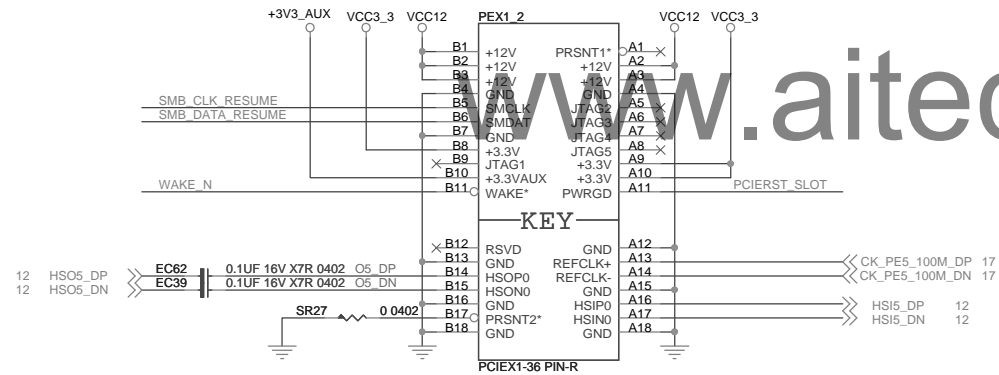 +3V3_AUX VCC3_3 VCC12 PEX1_2 VCC12 VCC3_3
B1 +12V PRSNT1* A1
B2 +12V +12V A2
B3 +12V +12V A3
B4 GND GND A4
SMB_CLK_RESUME B5 SMCLK JTAG2 A5
SMB_DATA_RESUME B6 SMDAT JTAG3 A6
B7 GND JTAG4 A7
B8 +3.3V JTAG5 A8
B9 JTAG1 +3.3V A9
B10 +3.3VAUX +3.3V A10
WAKE_N B11 WAKE* PWRGD A11 PCIERST_SLOT
www.aitec
KEY
B12 RSVD GND A12
B13 GND REFCLK+ A13 CK_PE5_100M_DP 17
12 HSO5_DP EC62 0.1UF 16V X7R 0402 O5_DP B14 HSOP0 REFCLK- A14 CK_PE5_100M_DN 17
12 HSO5_DN EC39 0.1UF 16V X7R 0402 O5_DN B15 HSON0 GND A15
B16 GND HSIP0 A16 HSI5_DP 12
SR27 0 0402 B17 PRSNT2* HSIN0 A17 HSI5_DN 12
B18 GND GND A18
PCIEX1-36 PIN-R